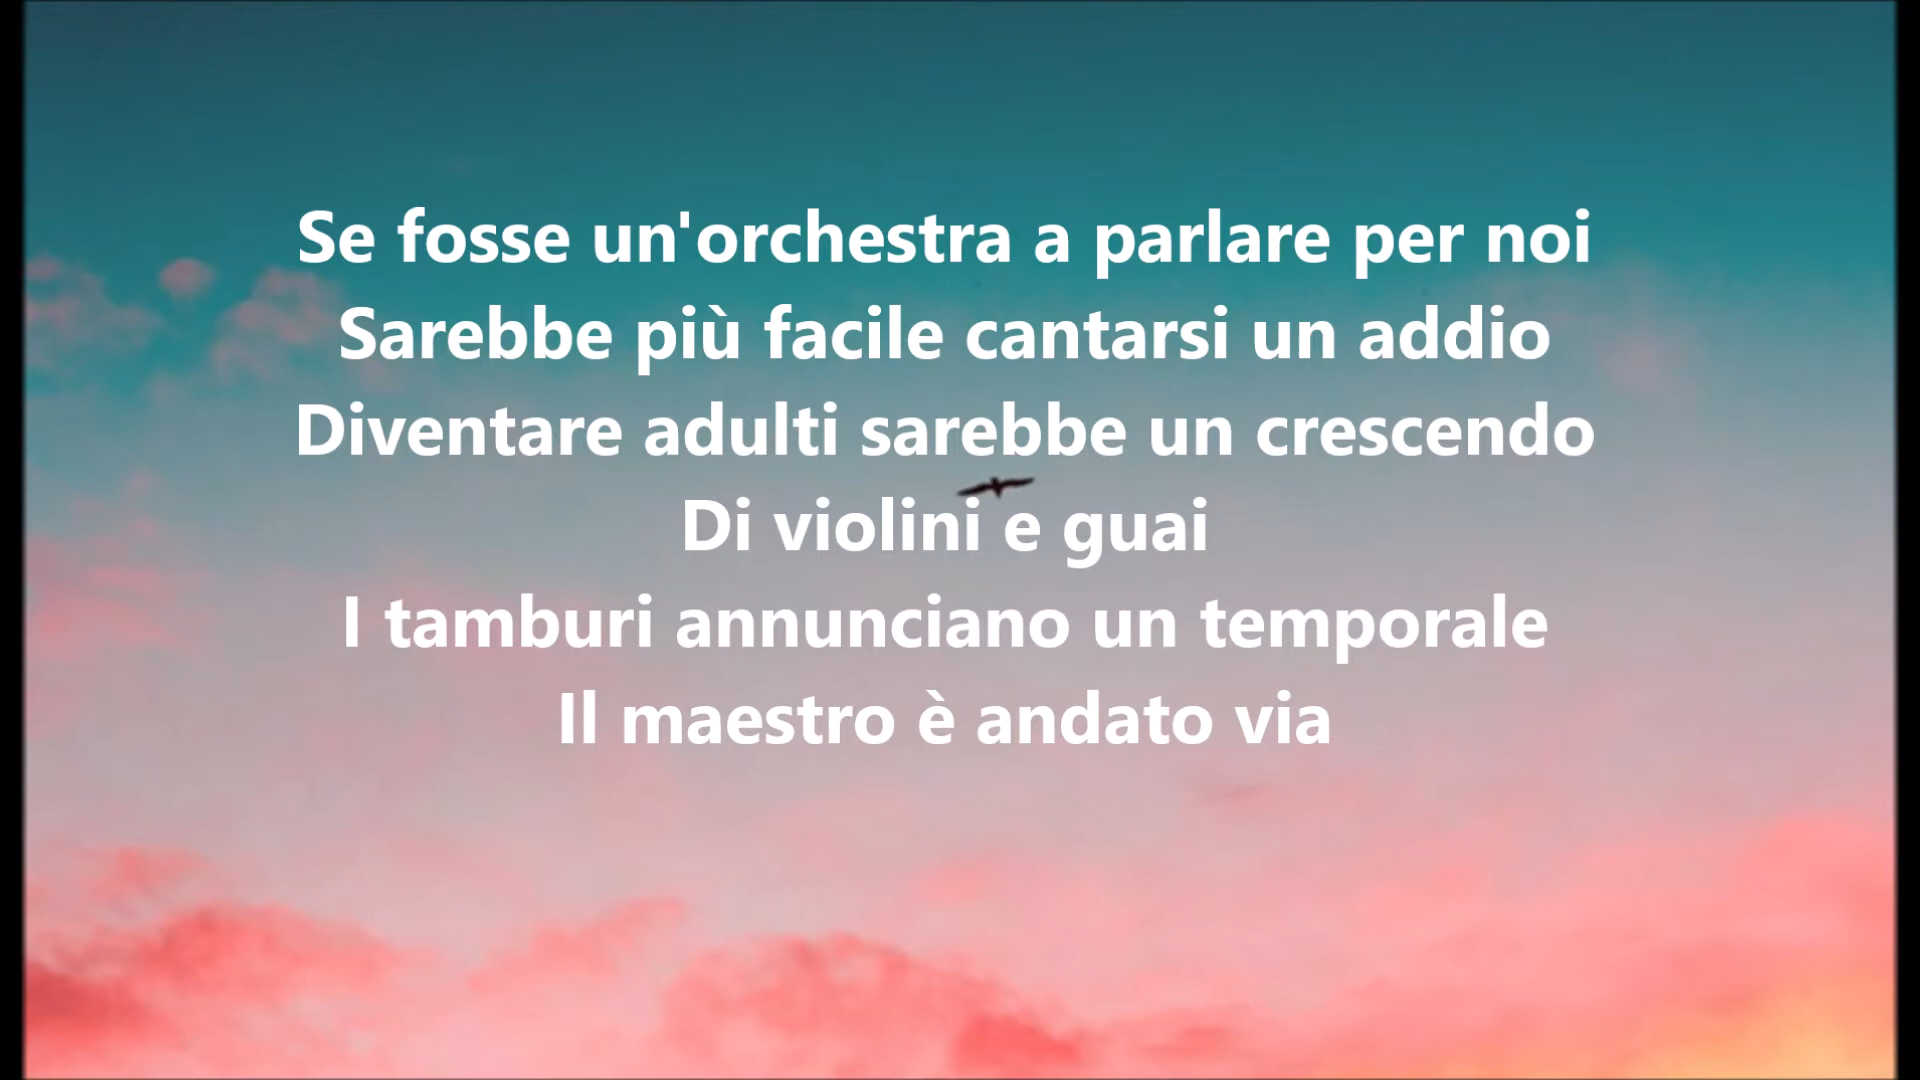 Se fosse un'orchestra a parlare per noi
Sarebbe più facile cantarsi un addio
Diventare adulti sarebbe un crescendo
Di violini e guai
I tamburi annunciano un temporale
Il maestro è andato via